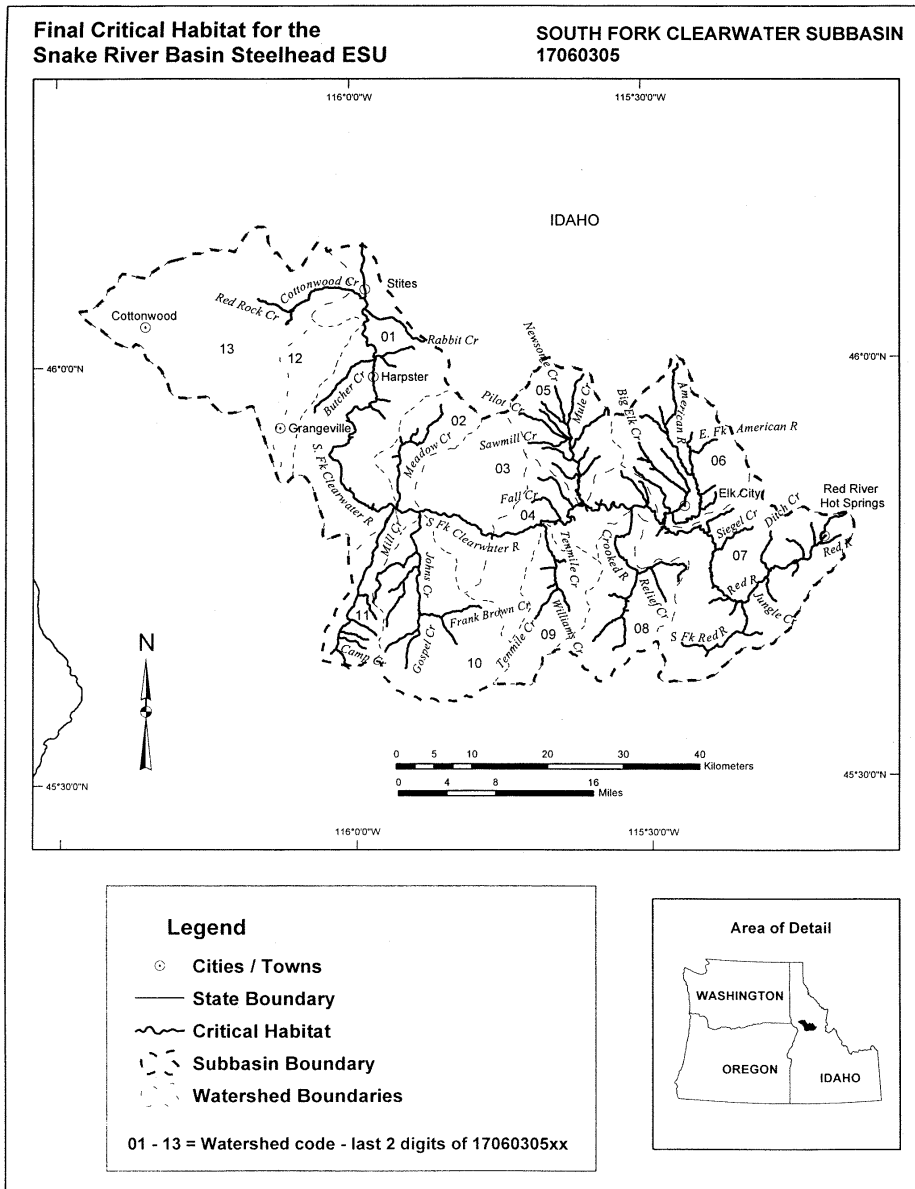 Final Critical Habitat for the
Snake River Basin Steelhead ESU
SOUTH FORK CLEARWATER SUBBASIN
17060305
116°0'0"W
115°30'0"W
IDAHO
Cottonwood Cr
Stites
Red Rock Cr
Cottonwood
01
Rabbit Cr
13
12
46°0'0"N
46°0'0"N
Newsome Cr
Butcher Cr
Harpster
05
Mule Cr
Big Elk Cr
American R
Pilot Cr
02
Grangeville
Meadow Cr
Sawmill Cr
E. Fk American R
03
06
S. Fk Clearwater R
Fall Cr
Elk City
Red River
Hot Springs
04
Siegel Cr
Ditch Cr
Mill Cr
S Fk Clearwater R
Tenmile Cr
Crooked R
07
Red R
Johns Cr
Red R
Relief Cr
Jungle Cr
11
Frank Brown Cr
Williams Cr
08
S Fk Red R
N
Camp Cr
Gospel Cr
10
Tenmile Cr
09
0 5 10 20 30 40
Kilometers
0 4 8 16
Miles
45°30'0"N
45°30'0"N
116°0'0"W
115°30'0"W
Legend
Cities / Towns
State Boundary
Critical Habitat
Subbasin Boundary
Watershed Boundaries
01 - 13 = Watershed code - last 2 digits of 17060305xx
Area of Detail
WASHINGTON
OREGON
IDAHO